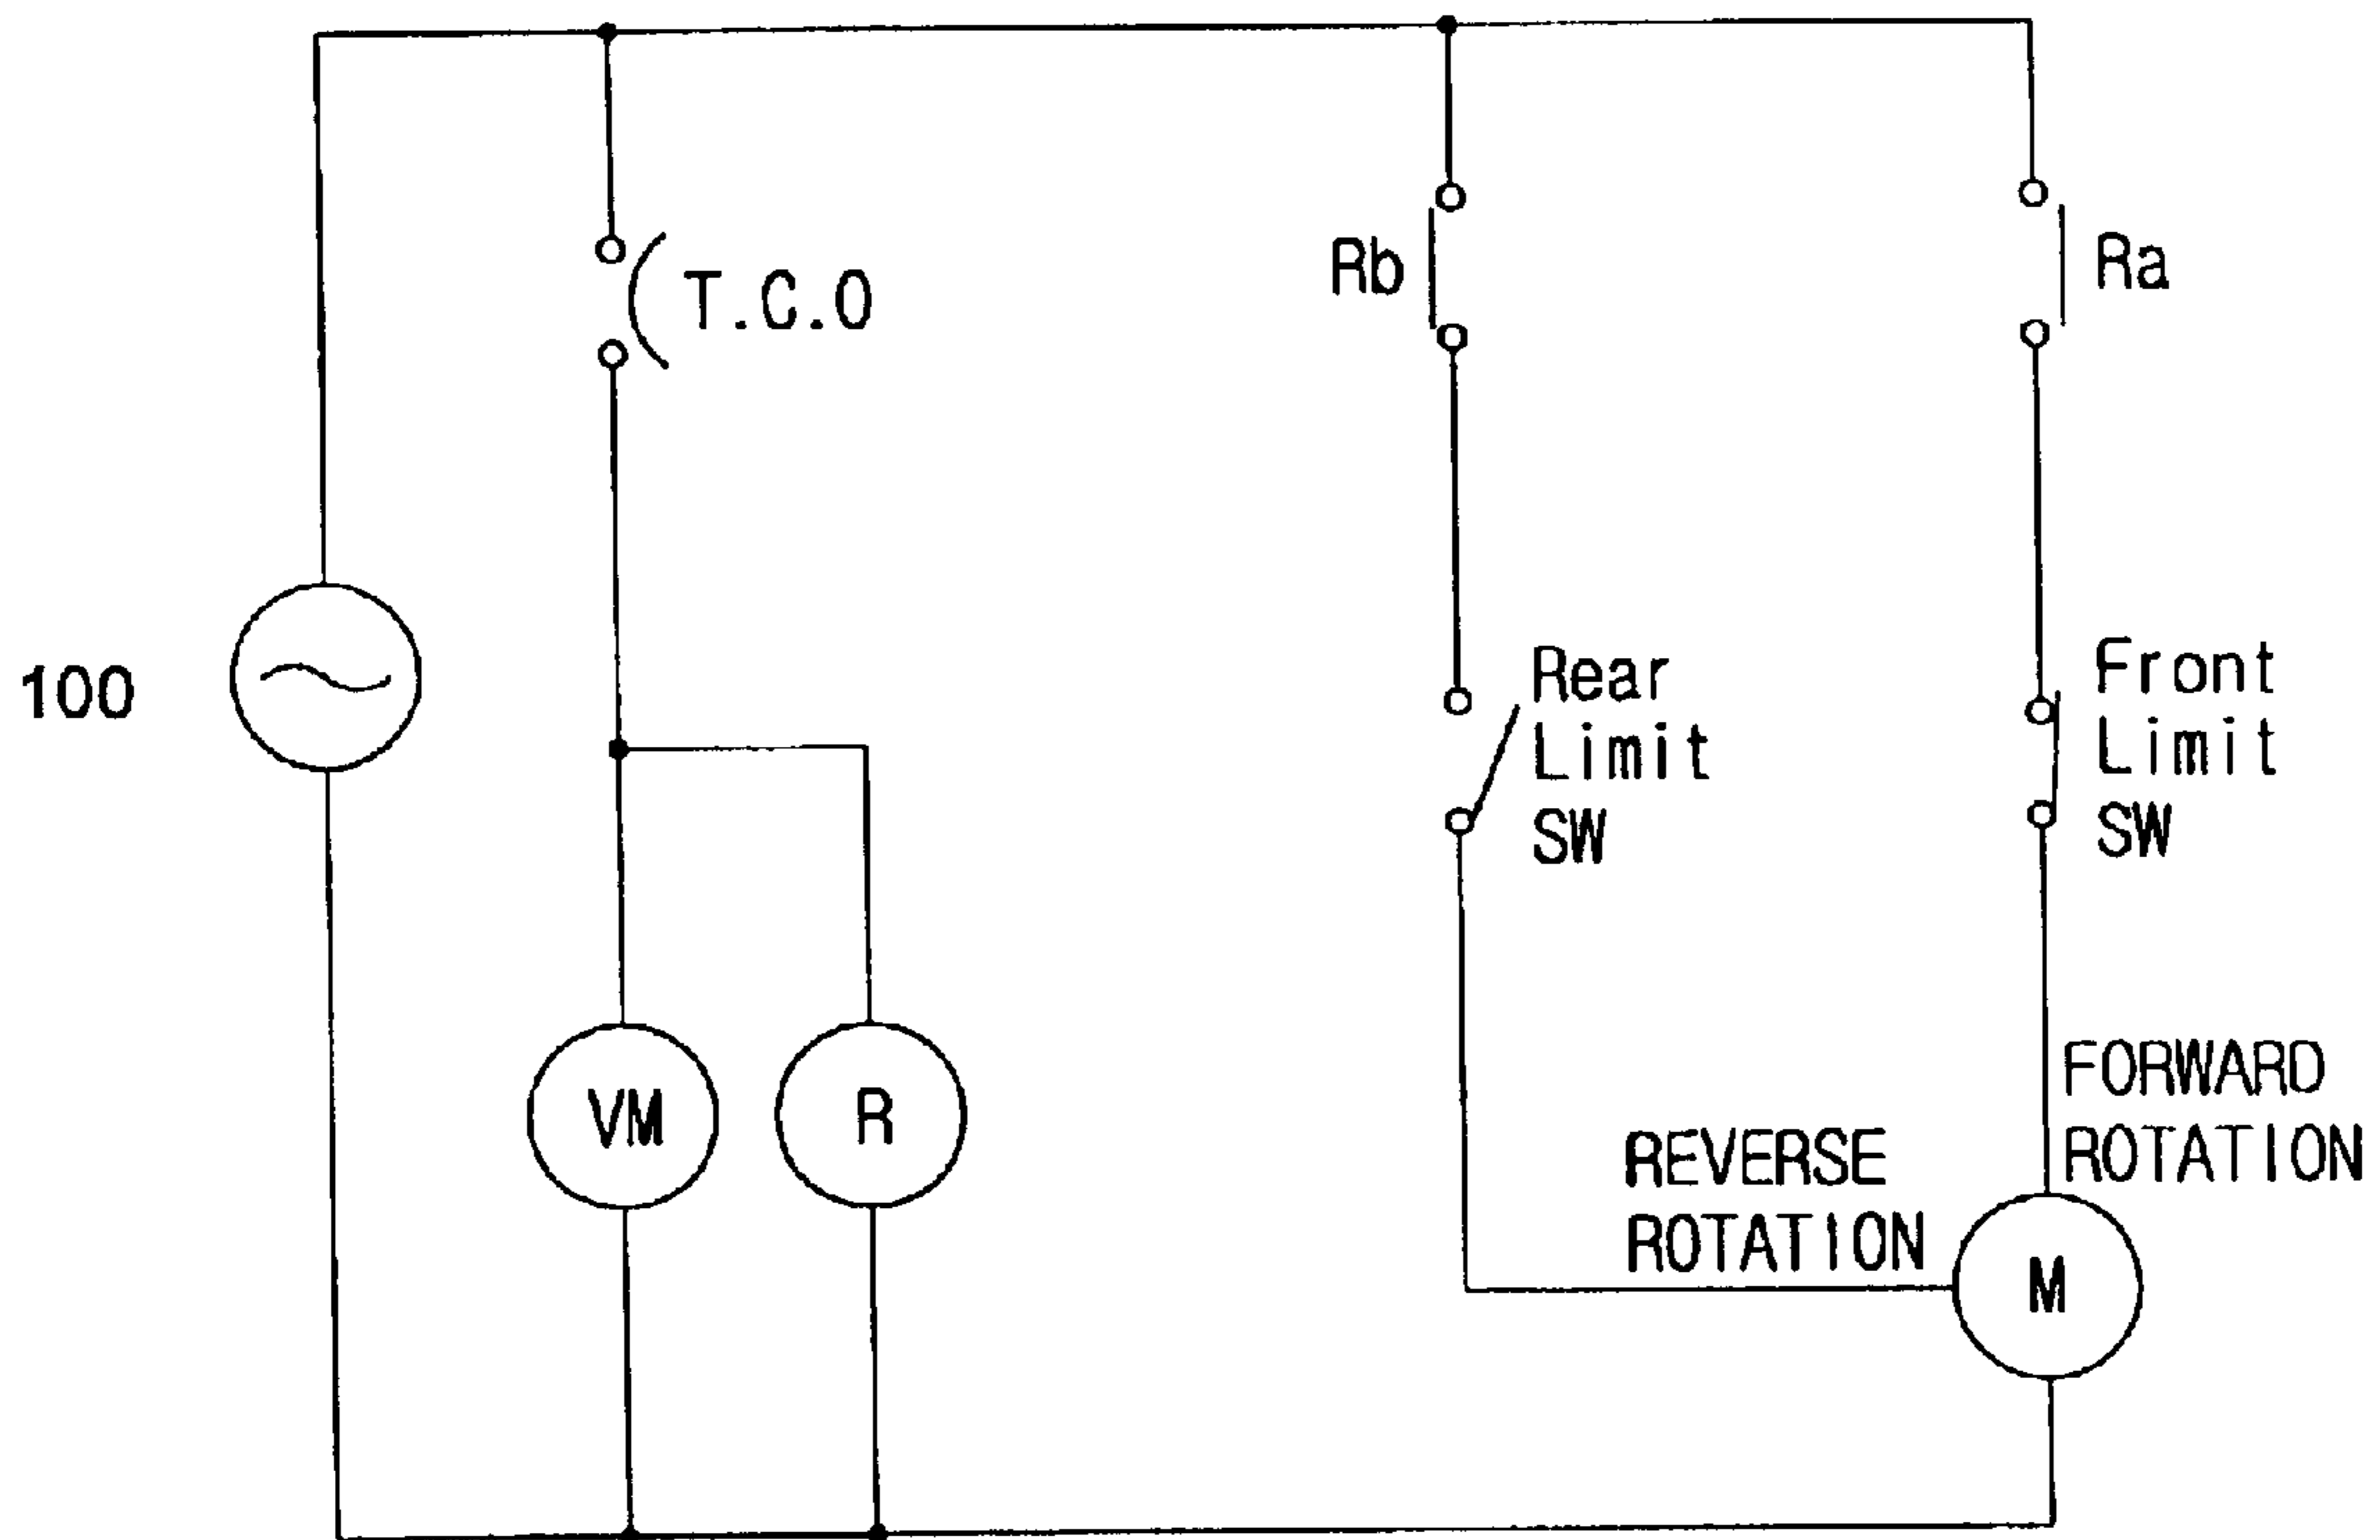 T.C.O
Rb
Ra
100
Rear
Limit
SW
Front
Limit
SW
VM
R
REVERSE
ROTATION
FORWARD
ROTATION
M